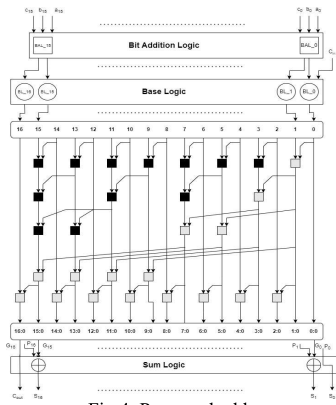 c15 b15 a15 c0 b0 a0
BAL_15 Bit Addition Logic BAL_0
BL_16 BL_15 Base Logic BL_1 BL_0
16 15 14 13 12 11 10 9 8 7 6 5 4 3 2 1 0
16:0 15:0 14:0 13:0 12:0 11:0 10:0 9:0 8:0 7:0 6:0 5:0 4:0 3:0 2:0 1:0 0:0
P16 G15 P1 G0 P0
Sum Logic
Cout S16 S1 S0